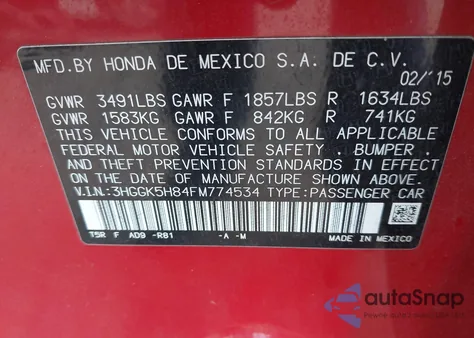 MFD.BY HONDA DE MEXICO S.A. DE C.V.
02/'15
GVWR 3491LBS GAWR F 1857LBS R 1634LBS
GVWR 1583KG GAWR F 842KG R 741KG
THIS VEHICLE CONFORMS TO ALL APPLICABLE
FEDERAL MOTOR VEHICLE SAFETY . BUMPER .
AND THEFT PREVENTION STANDARDS IN EFFECT
ON THE DATE OF MANUFACTURE SHOWN ABOVE.
V.I.N.:3HGGK5H84FM774534 TYPE:PASSENGER CAR
T5R F AD9 -R81 -A -M MADE IN MEXICO
autoSnap